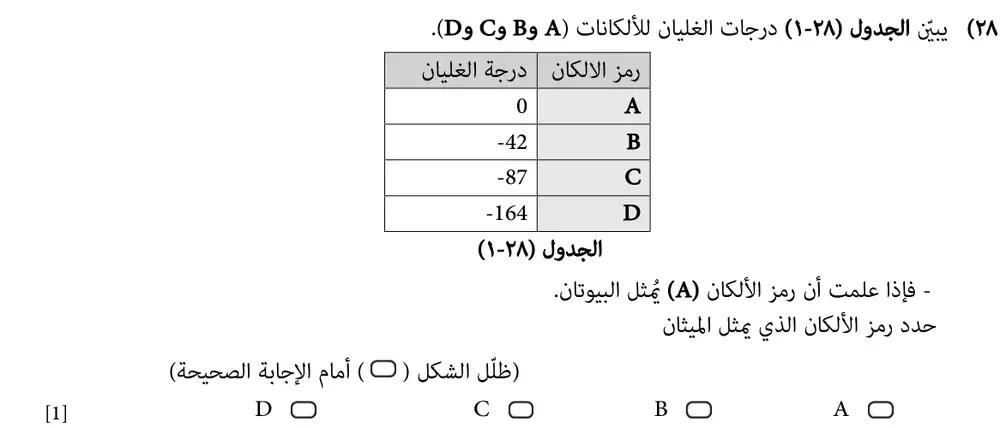 ٢٨) يبيّن الجدول (٢٨-١) درجات الغليان للألكانات (A وB وC وD).
رمز الالكان درجة الغليان
A 0
B -42
C -87
D -164
الجدول (٢٨-١)
- فإذا علمت أن رمز الألكان (A) يُمثل البيوتان.
حدد رمز الألكان الذي يمثل الميثان
(ظلّل الشكل ( ) أمام الإجابة الصحيحة)
A B C D [1]